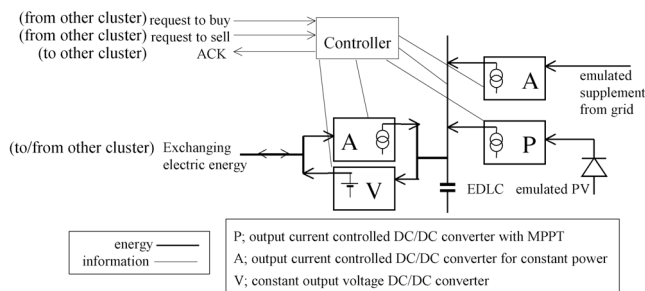 (from other cluster) request to buy
(from other cluster) request to sell
(to other cluster) ACK
Controller
A
emulated
supplement
from grid
(to/from other cluster) Exchanging
electric energy
A
V
P
EDLC emulated PV
energy
information
P; output current controlled DC/DC converter with MPPT
A; output current controlled DC/DC converter for constant power
V; constant output voltage DC/DC converter